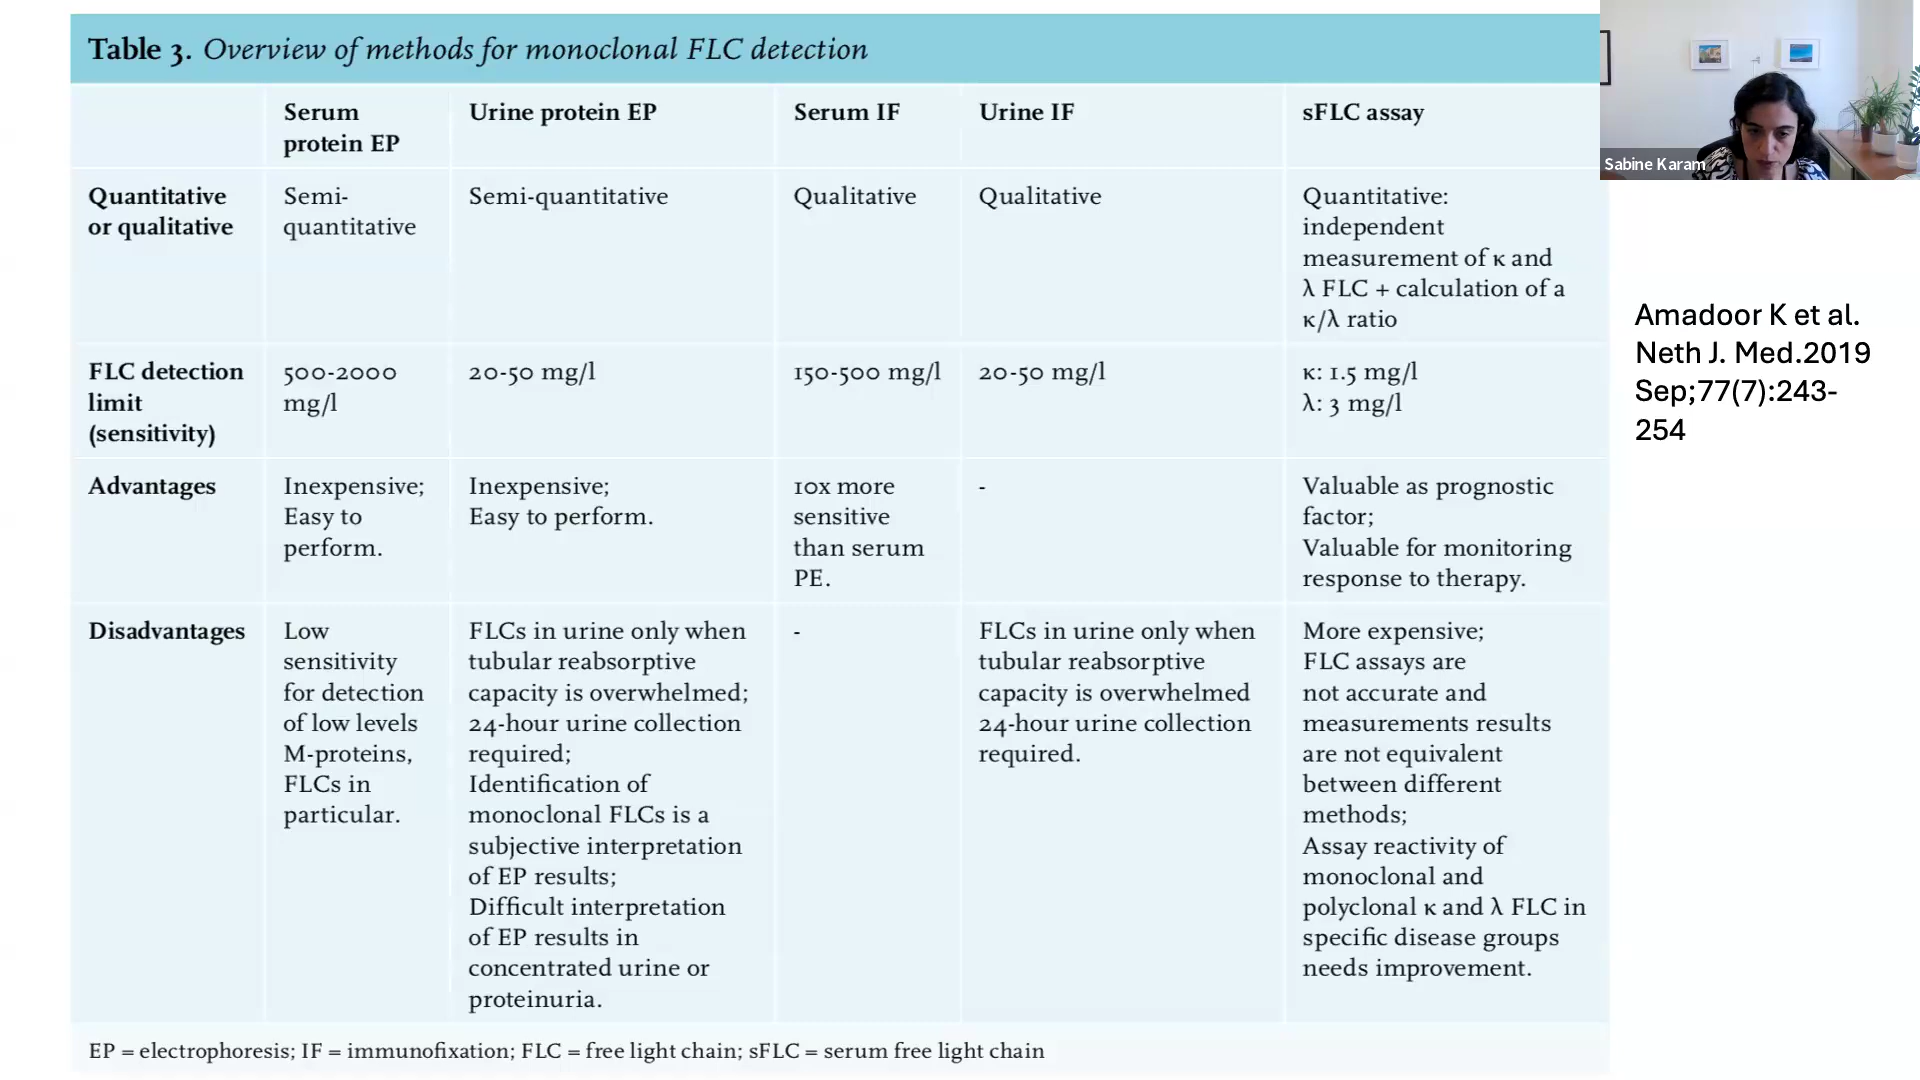 Table 3. Overview of methods for monoclonal FLC detection
Serum
protein EP
Urine protein EP
Serum IF
Urine IF
sFLC assay
Quantitative
or qualitative
Semi-
quantitative
Semi-quantitative
Qualitative
Qualitative
Quantitative:
independent
measurement of κ and
λ FLC + calculation of a
κ/λ ratio
FLC detection
limit
(sensitivity)
500-2000
mg/l
20-50 mg/l
150-500 mg/l
20-50 mg/l
κ: 1.5 mg/l
λ: 3 mg/l
Advantages
Inexpensive;
Easy to
perform.
Inexpensive;
Easy to perform.
10x more
sensitive
than serum
PE.
-
Valuable as prognostic
factor;
Valuable for monitoring
response to therapy.
Disadvantages
Low
sensitivity
for detection
of low levels
M-proteins,
FLCs in
particular.
FLCs in urine only when
tubular reabsorptive
capacity is overwhelmed;
24-hour urine collection
required;
Identification of
monoclonal FLCs is a
subjective interpretation
of EP results;
Difficult interpretation
of EP results in
concentrated urine or
proteinuria.
-
FLCs in urine only when
tubular reabsorptive
capacity is overwhelmed
24-hour urine collection
required.
More expensive;
FLC assays are
not accurate and
measurements results
are not equivalent
between different
methods;
Assay reactivity of
monoclonal and
polyclonal κ and λ FLC in
specific disease groups
needs improvement.
EP = electrophoresis; IF = immunofixation; FLC = free light chain; sFLC = serum free light chain
Sabine Karam
Amadoor K et al.
Neth J. Med.2019
Sep;77(7):243-
254